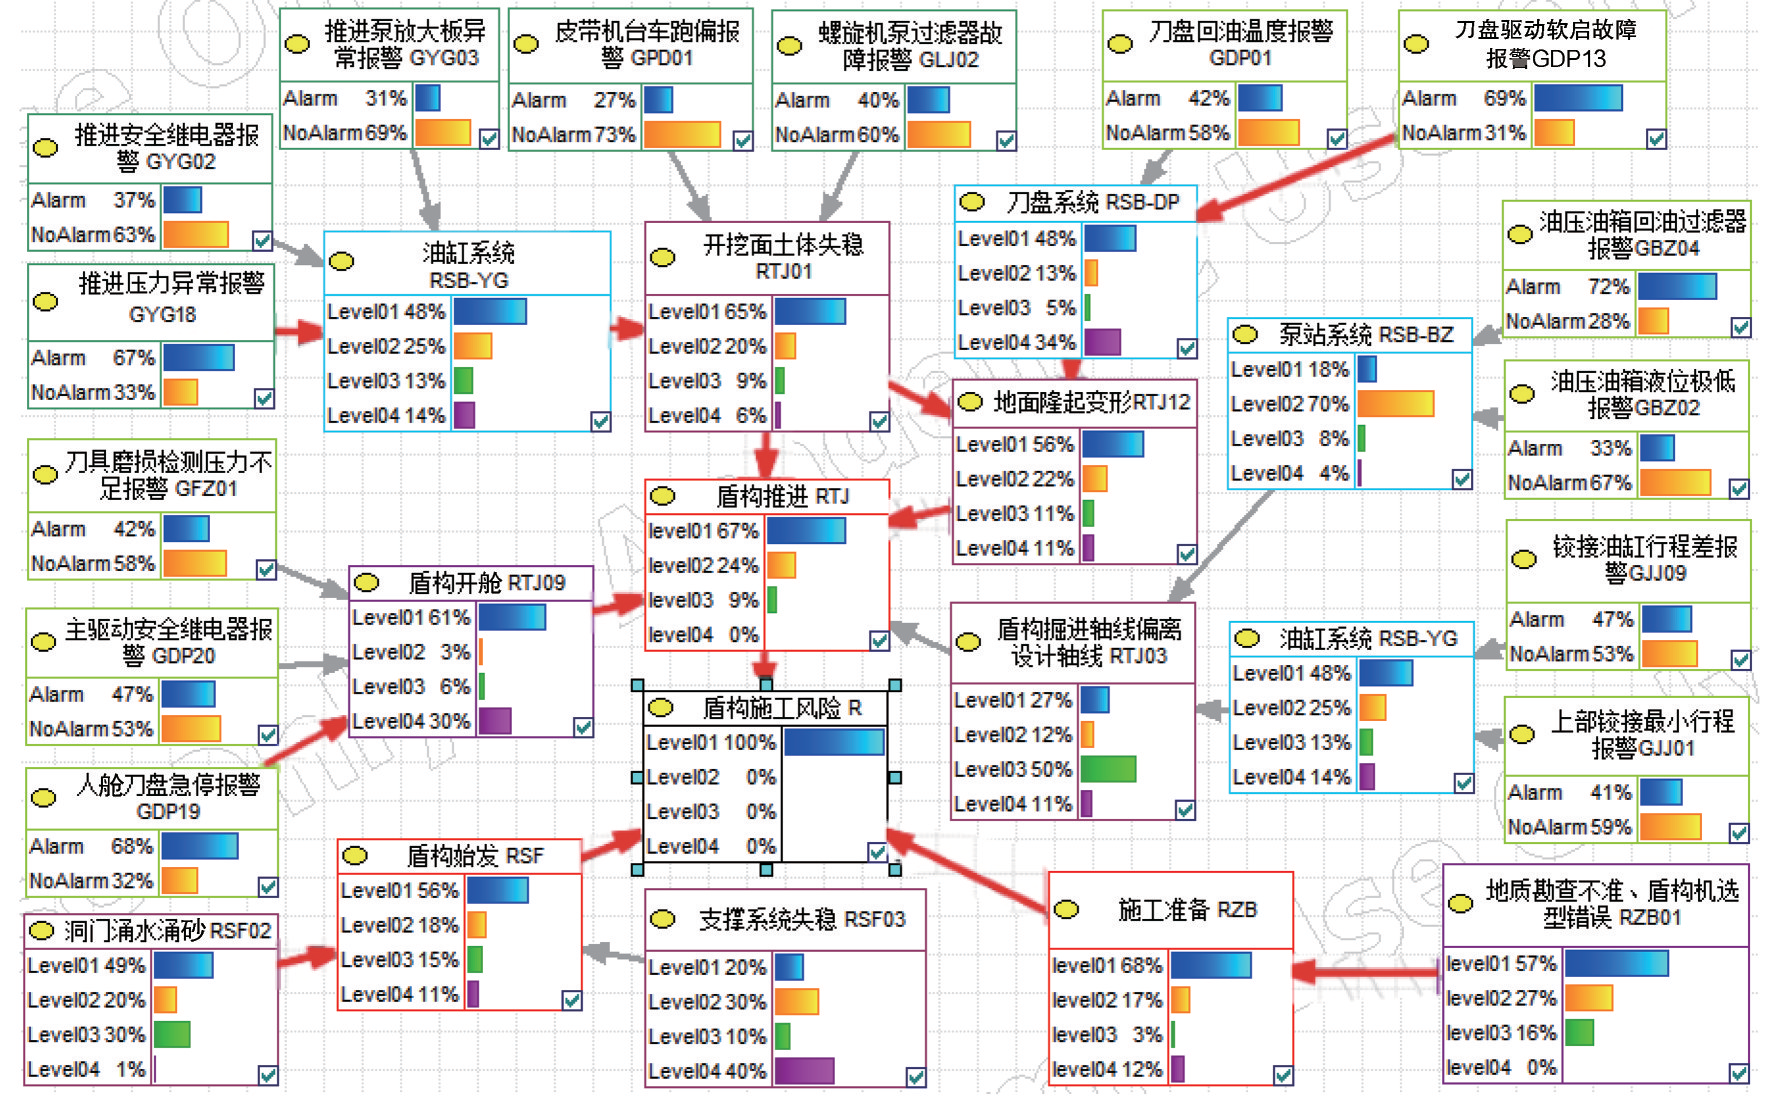 推进泵放大板异
常报警 GYG03
Alarm 31%
NoAlarm 69%
皮带机台车跑偏报
警 GPD01
Alarm 27%
NoAlarm 73%
螺旋机泵过滤器故
障报警 GLJ02
Alarm 40%
NoAlarm 60%
刀盘回油温度报警
GDP01
Alarm 42%
NoAlarm 58%
刀盘驱动软启故障
报警GDP13
Alarm 69%
NoAlarm 31%
推进安全继电器报
警 GYG02
Alarm 37%
NoAlarm 63%
推进压力异常报警
GYG18
Alarm 67%
NoAlarm 33%
油缸系统
RSB-YG
Level01 48%
Level02 25%
Level03 13%
Level04 14%
开挖面土体失稳
RTJ01
Level01 65%
Level02 20%
Level03 9%
Level04 6%
刀盘系统 RSB-DP
Level01 48%
Level02 13%
Level03 5%
Level04 34%
油压油箱回油过滤器
报警GBZ04
Alarm 72%
NoAlarm 28%
泵站系统 RSB-BZ
Level01 18%
Level02 70%
Level03 8%
Level04 4%
油压油箱液位极低
报警GBZ02
Alarm 33%
NoAlarm 67%
地面隆起变形RTJ12
Level01 56%
Level02 22%
Level03 11%
Level04 11%
刀具磨损检测压力不
足报警 GFZ01
Alarm 42%
NoAlarm 58%
盾构推进 RTJ
level01 67%
level02 24%
level03 9%
level04 0%
铰接油缸行程差报
警GJJ09
Alarm 47%
NoAlarm 53%
盾构开舱 RTJ09
Level01 61%
Level02 3%
Level03 6%
Level04 30%
主驱动安全继电器报
警 GDP20
Alarm 47%
NoAlarm 53%
盾构掘进轴线偏离
设计轴线 RTJ03
Level01 27%
Level02 12%
Level03 50%
Level04 11%
油缸系统 RSB-YG
Level01 48%
Level02 25%
Level03 13%
Level04 14%
上部铰接最小行程
报警GJJ01
Alarm 41%
NoAlarm 59%
盾构施工风险 R
Level01 100%
Level02 0%
Level03 0%
Level04 0%
人舱刀盘急停报警
GDP19
Alarm 68%
NoAlarm 32%
盾构始发 RSF
Level01 56%
Level02 18%
Level03 15%
Level04 11%
洞门涌水涌砂 RSF02
Level01 49%
Level02 20%
Level03 30%
Level04 1%
支撑系统失稳 RSF03
Level01 20%
Level02 30%
Level03 10%
Level04 40%
施工准备 RZB
level01 68%
level02 17%
level03 3%
level04 12%
地质勘查不准、盾构机选
型错误 RZB01
level01 57%
level02 27%
level03 16%
level04 0%